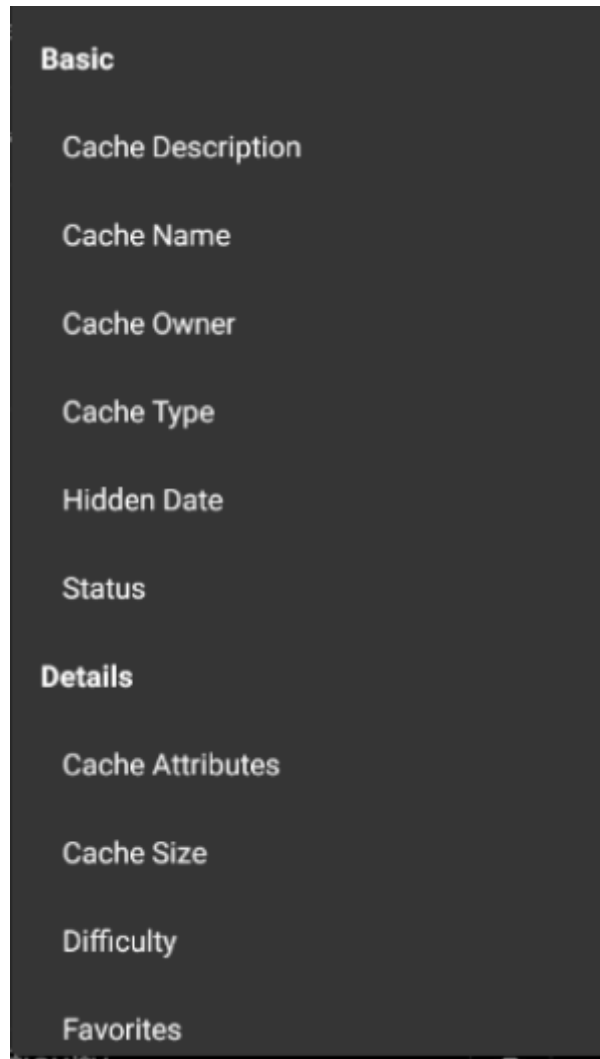 Basic
Cache Description
Cache Name
Cache Owner
Cache Type
Hidden Date
Status
Details
Cache Attributes
Cache Size
Difficulty
Favorites